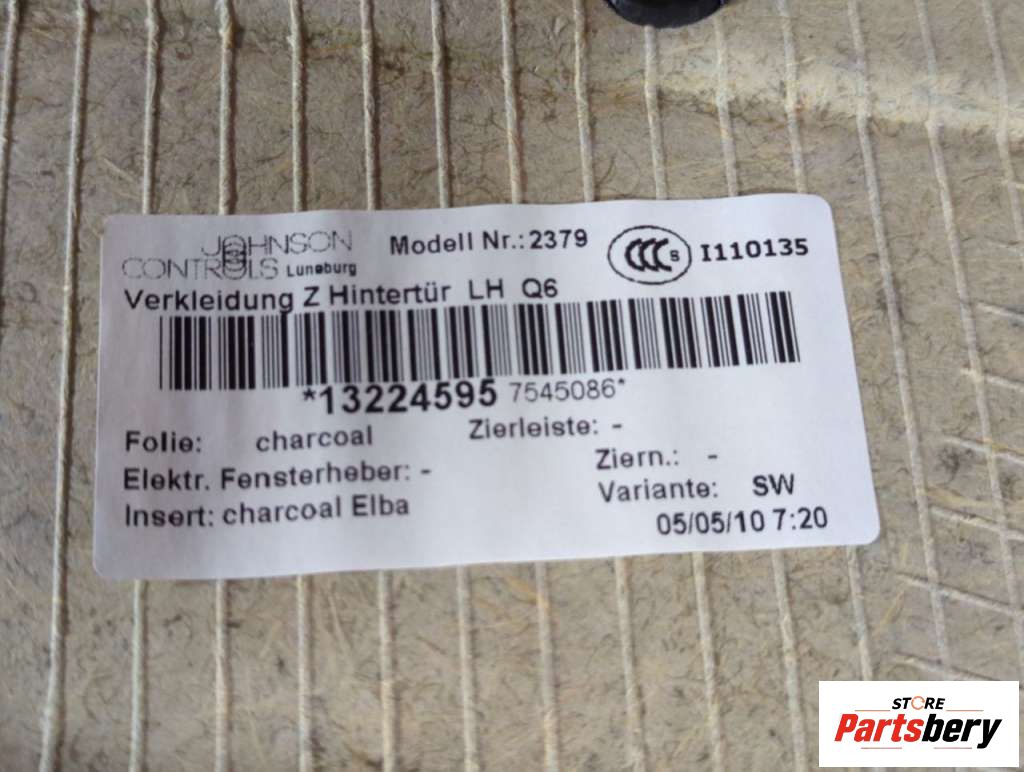 JOHNSON CONTROLS Luneburg
Modell Nr.:2379
CCC S I110135
Verkleidung Z Hintertür LH Q6
*13224595 7545086*
Folie: charcoal
Zierleiste: -
Elektr. Fensterheber: -
Ziern.: -
Insert: charcoal Elba
Variante: SW
05/05/10 7:20
STORE
Partsbery